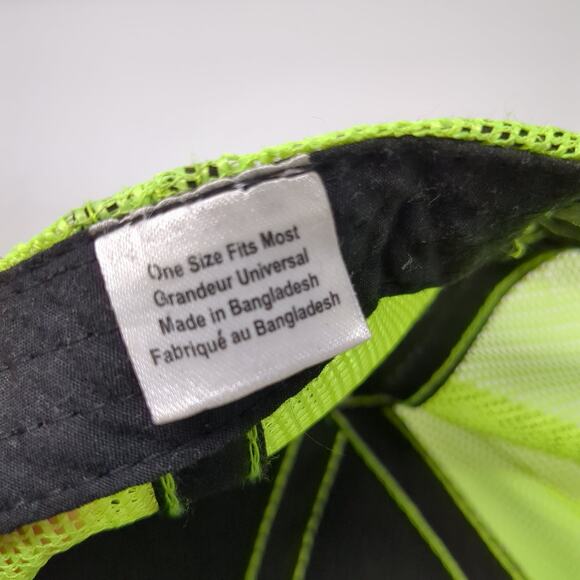 One Size Fits Most
Grandeur Universal
Made in Bangladesh
Fabriqué au Bangladesh